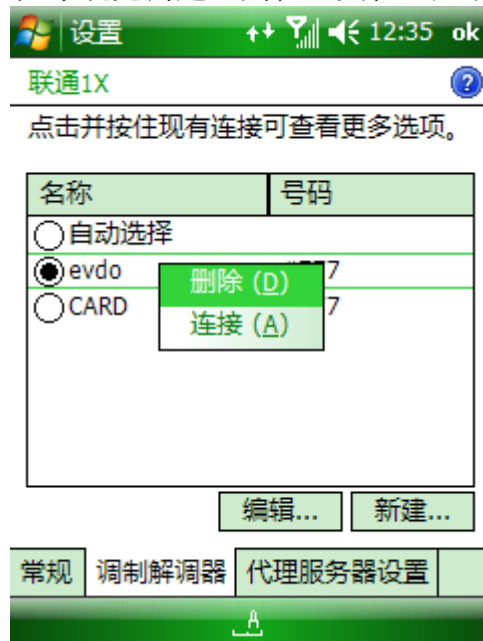 设置 12:35 ok
联通1X
点击并按住现有连接可查看更多选项。
名称 号码
自动选择
evdo 7
删除 (D)
CARD 7
连接 (A)
编辑... 新建...
常规 调制解调器 代理服务器设置